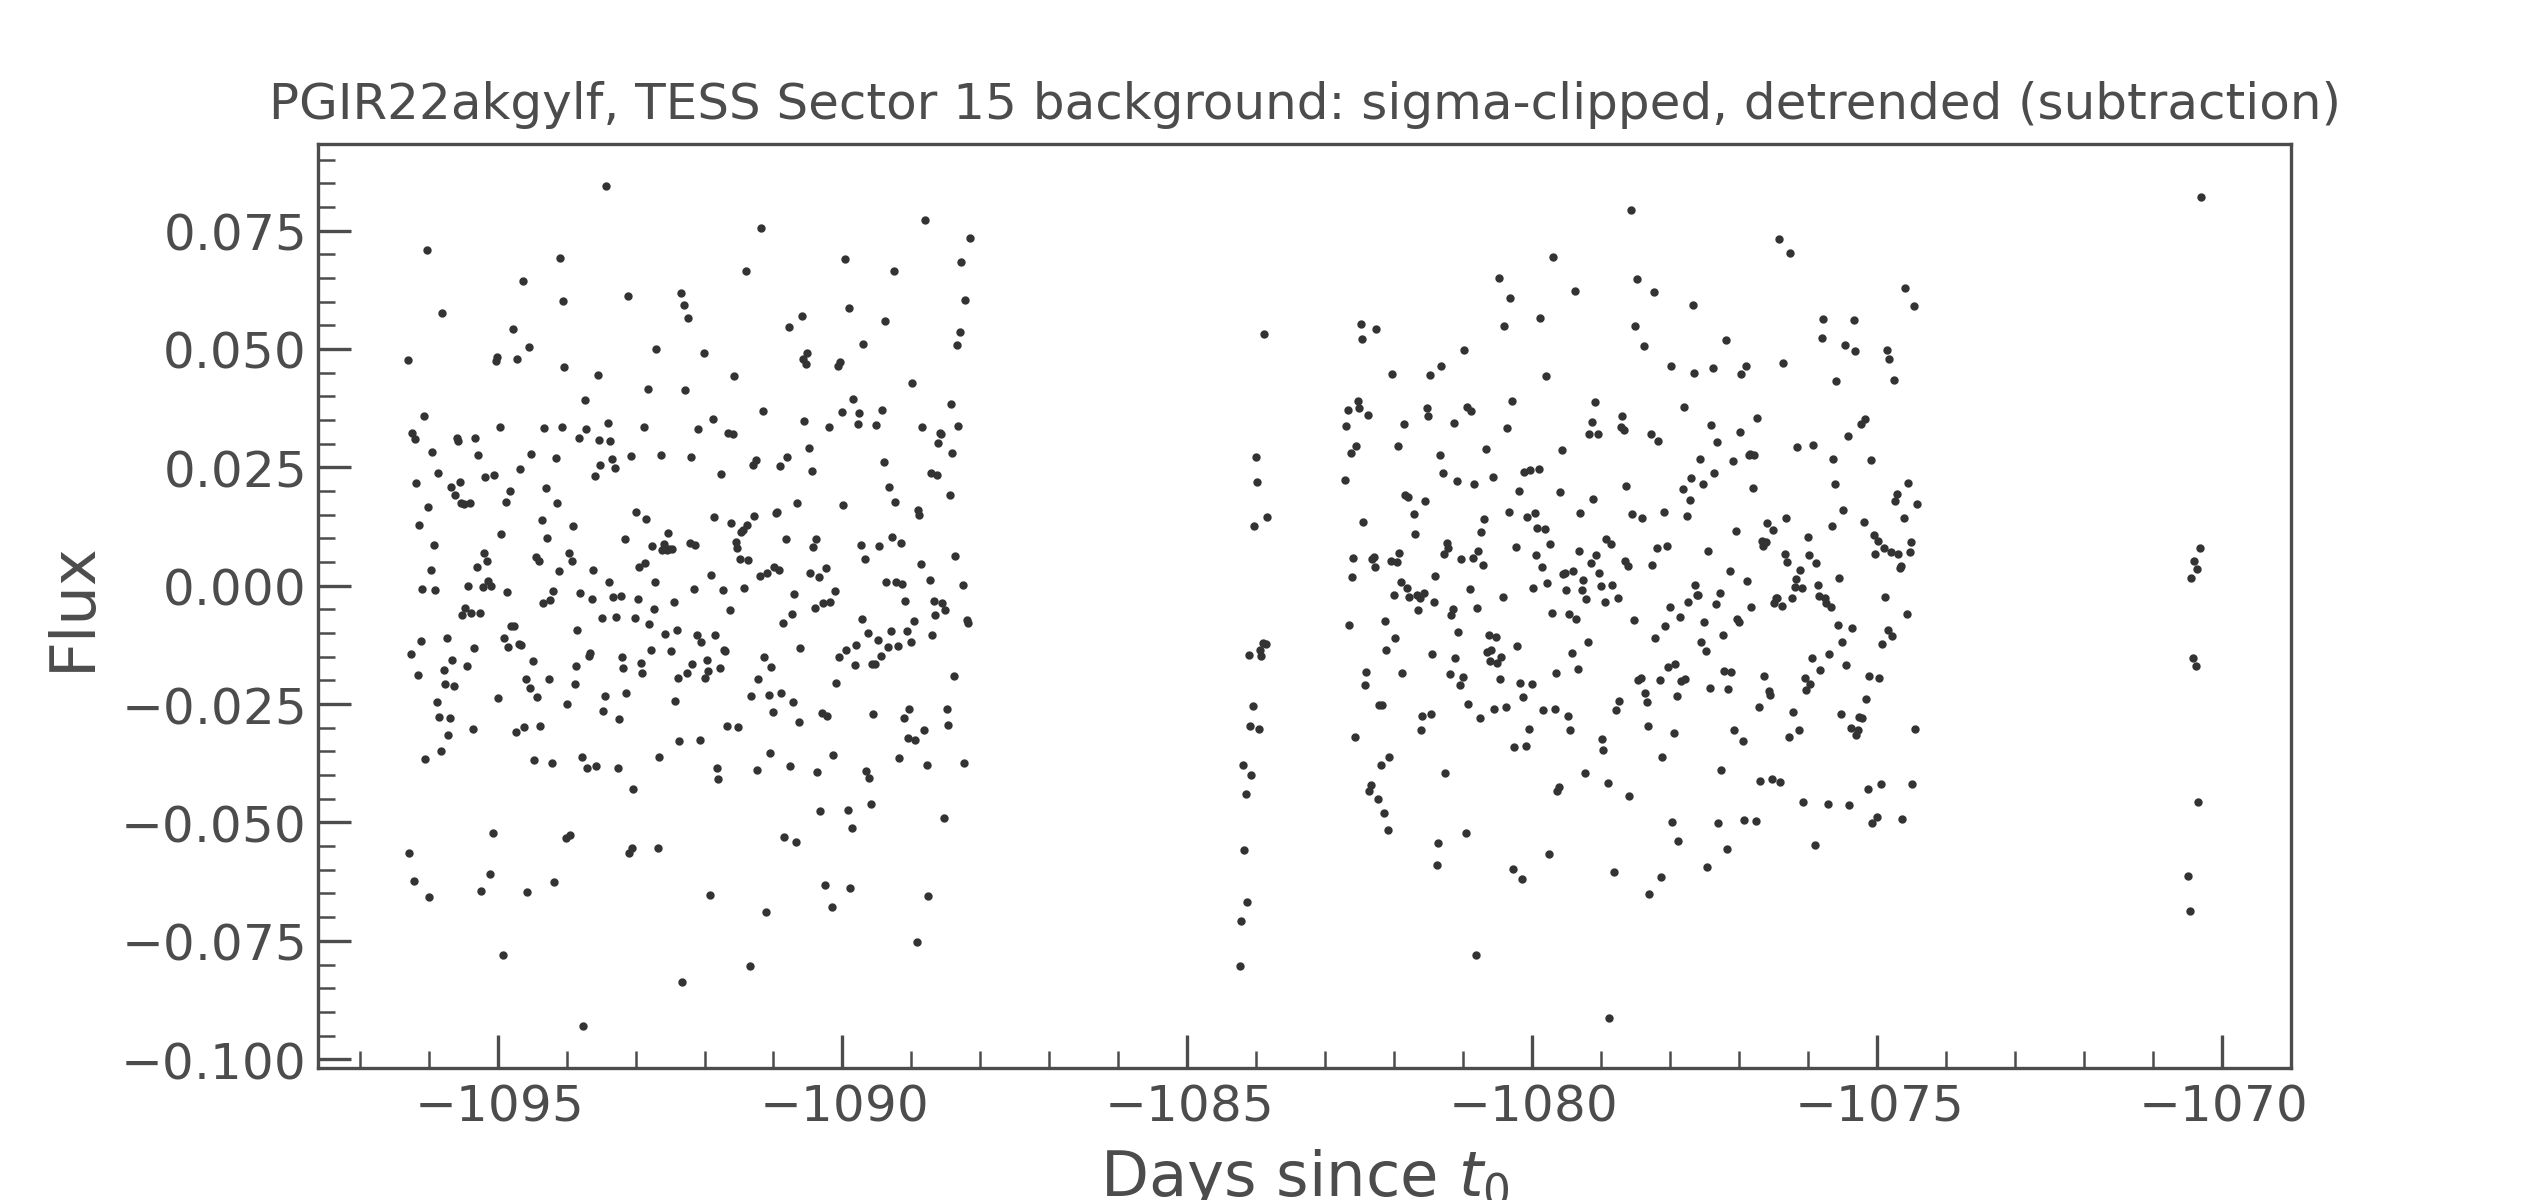 PGIR22akgylf, TESS Sector 15 background: sigma-clipped, detrended (subtraction)
Flux
0.075
0.050
0.025
0.000
−0.025
−0.050
−0.075
−0.100
−1095 −1090 −1085 −1080 −1075 −1070
Days since t0